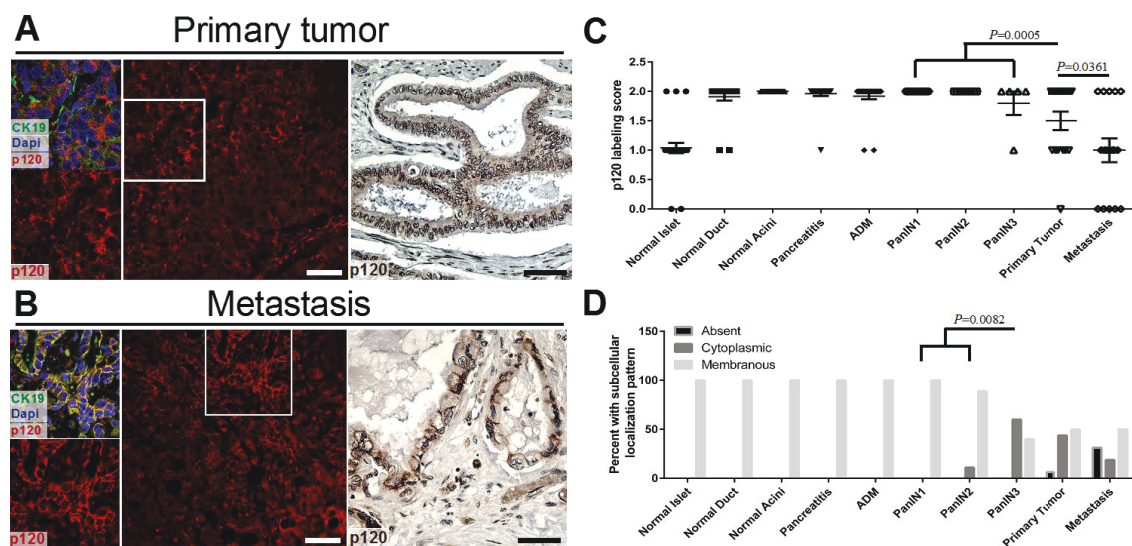 A Primary tumor
CK19
Dapi
p120
p120
p120
B Metastasis
CK19
Dapi
p120
p120
p120
C
P=0.0005
P=0.0361
p120 labeling score
2.5
2.0
1.5
1.0
0.5
0.0
Normal Islet
Normal Duct
Normal Acini
Pancreatitis
ADM
PanIN1
PanIN2
PanIN3
Primary Tumor
Metastasis
D
Absent
Cytoplasmic
Membranous
P=0.0082
Percent with subcellular
localization pattern
150
100
50
0
Normal Islet
Normal Duct
Normal Acini
Pancreatitis
ADM
PanIN1
PanIN2
PanIN3
Primary Tumor
Metastasis